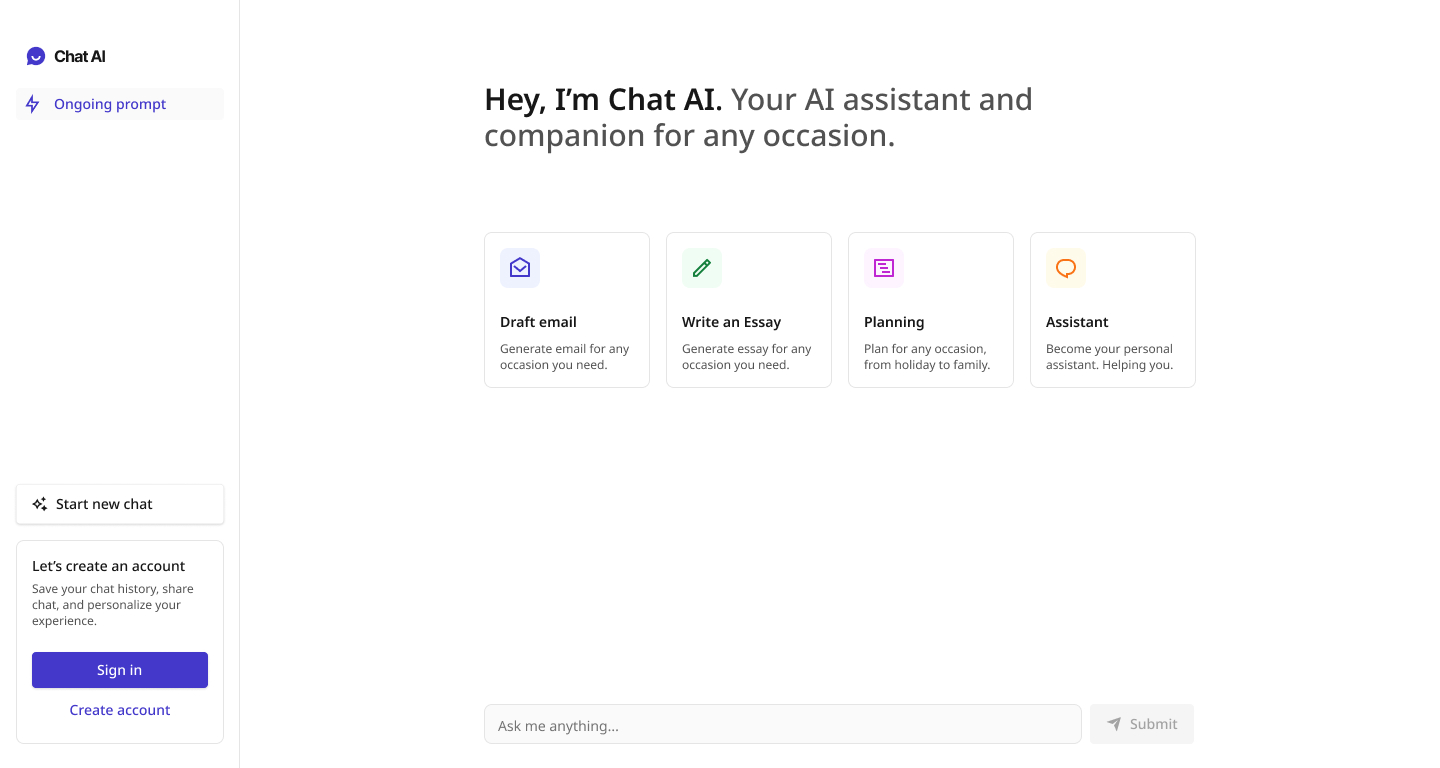 Chat AI
Ongoing prompt
Start new chat
Let’s create an account
Save your chat history, share
chat, and personalize your
experience.
Sign in
Create account
Hey, I’m Chat AI. Your AI assistant and
companion for any occasion.
Draft email
Generate email for any
occasion you need.
Write an Essay
Generate essay for any
occasion you need.
Planning
Plan for any occasion,
from holiday to family.
Assistant
Become your personal
assistant. Helping you.
Ask me anything...
Submit